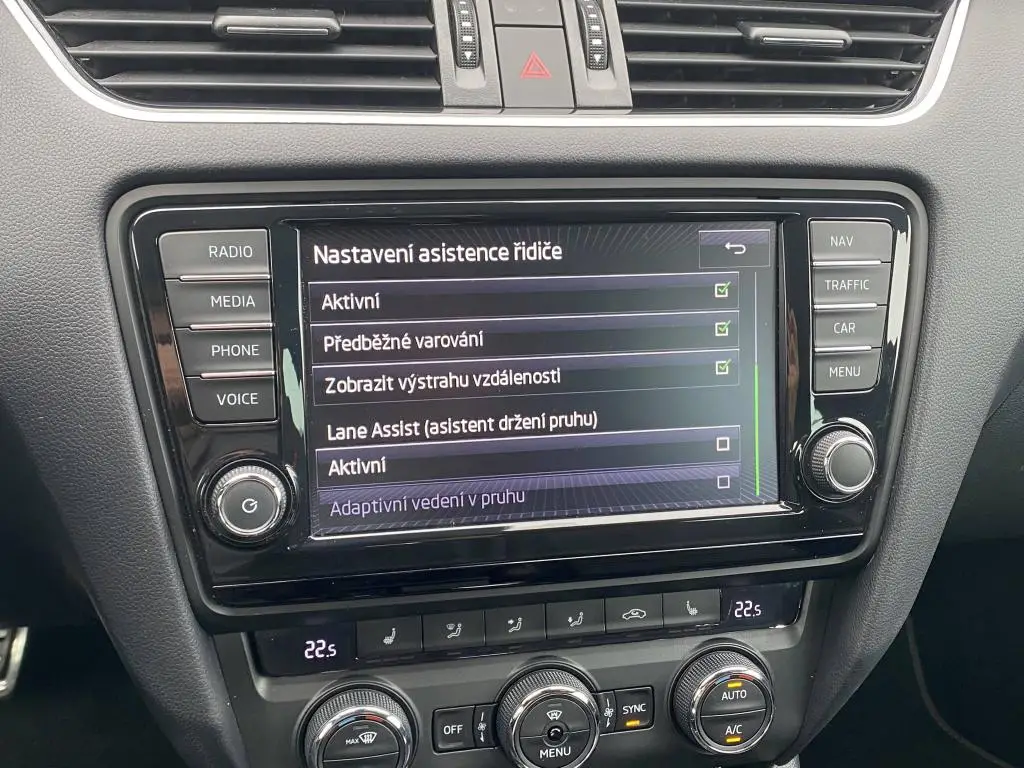 RADIO
MEDIA
PHONE
VOICE
Nastavení asistence řidiče
Aktivní
Předběžné varování
Zobrazit výstrahu vzdálenosti
Lane Assist (asistent držení pruhu)
Aktivní
Adaptivní vedení v pruhu
NAV
TRAFFIC
CAR
MENU
22.5
22.5
MAX
OFF
MENU
SYNC
AUTO
A/C